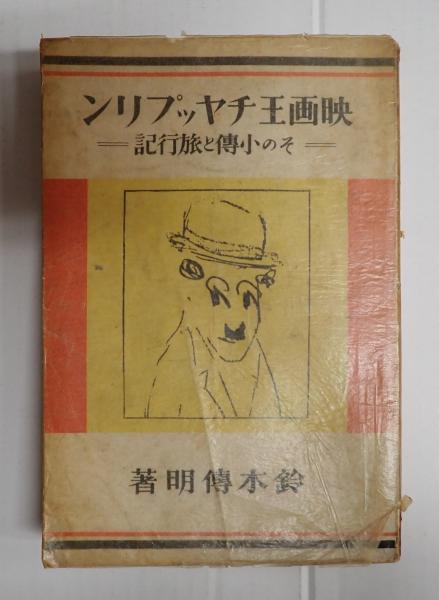 映画王チヤップリン
＝その小傳と旅行記＝
鈴木傳明著